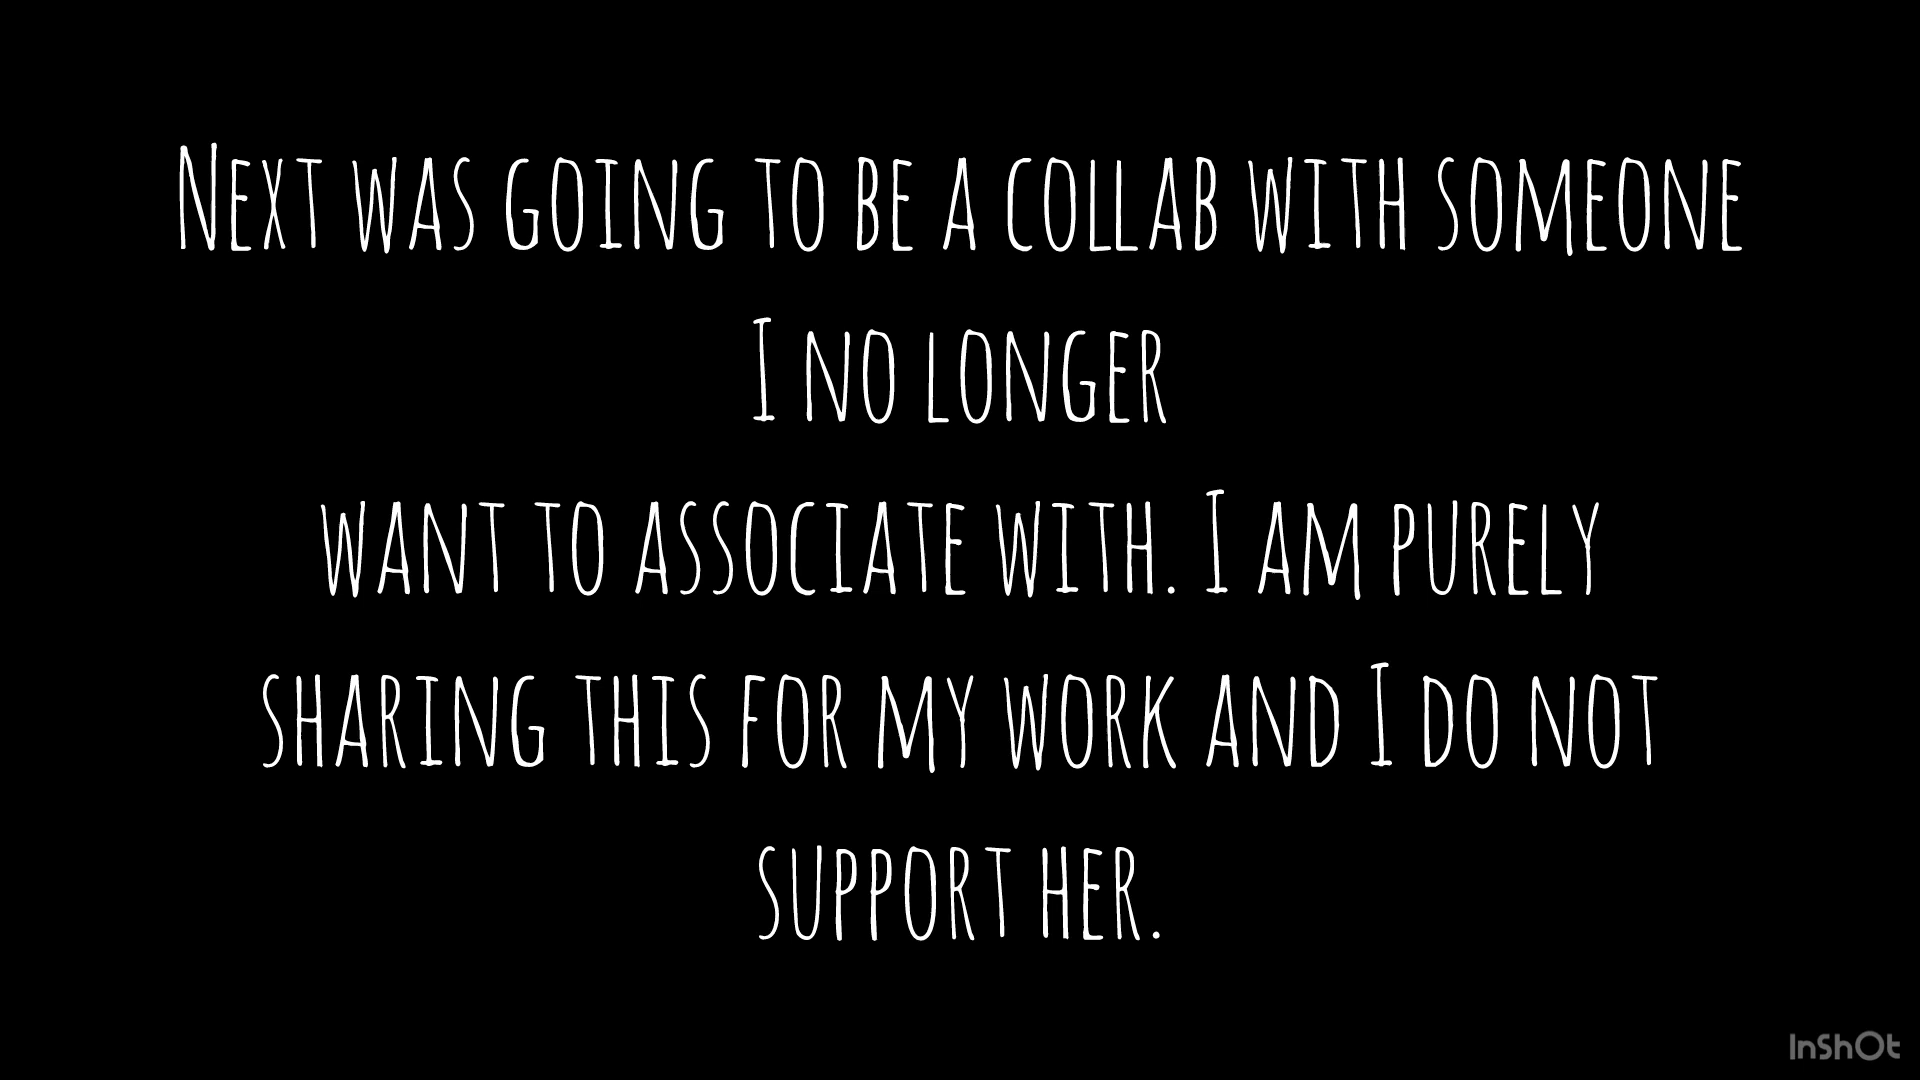 Next was going to be a collab with someone
I no longer
want to associate with. I am purely
sharing this for my work and I do not
support her.
InShOt